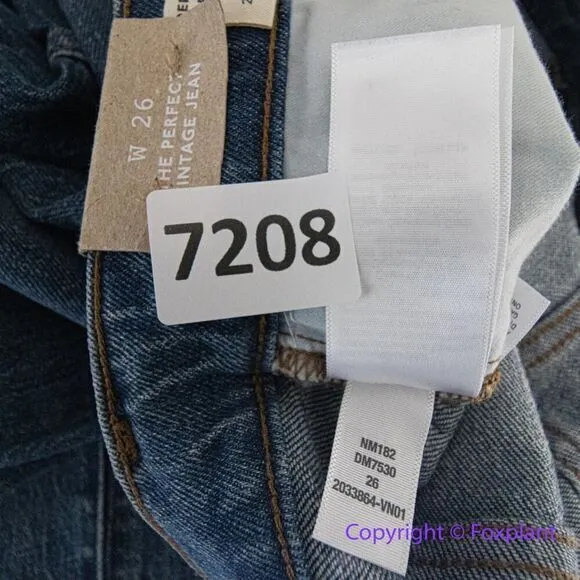 W 26
THE PERFECT
VINTAGE JEAN
7208
NM182
DM7530
26
2033864-VN01
Copyright © Foxplant